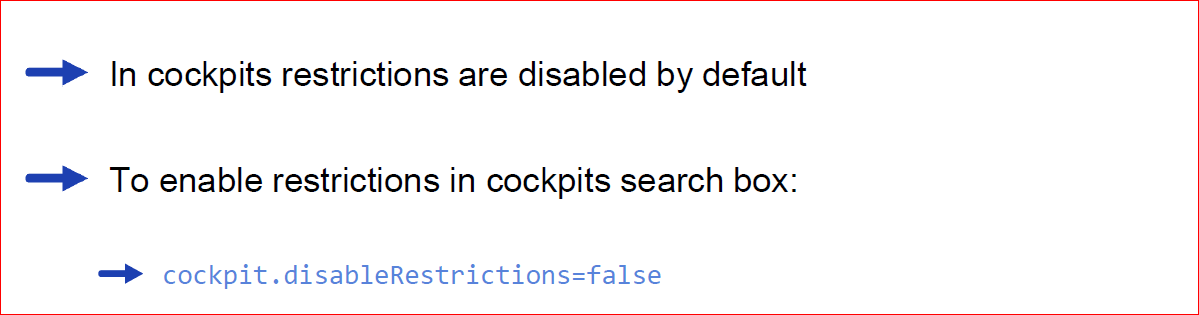 In cockpits restrictions are disabled by default
To enable restrictions in cockpits search box:
cockpit.disableRestrictions=false